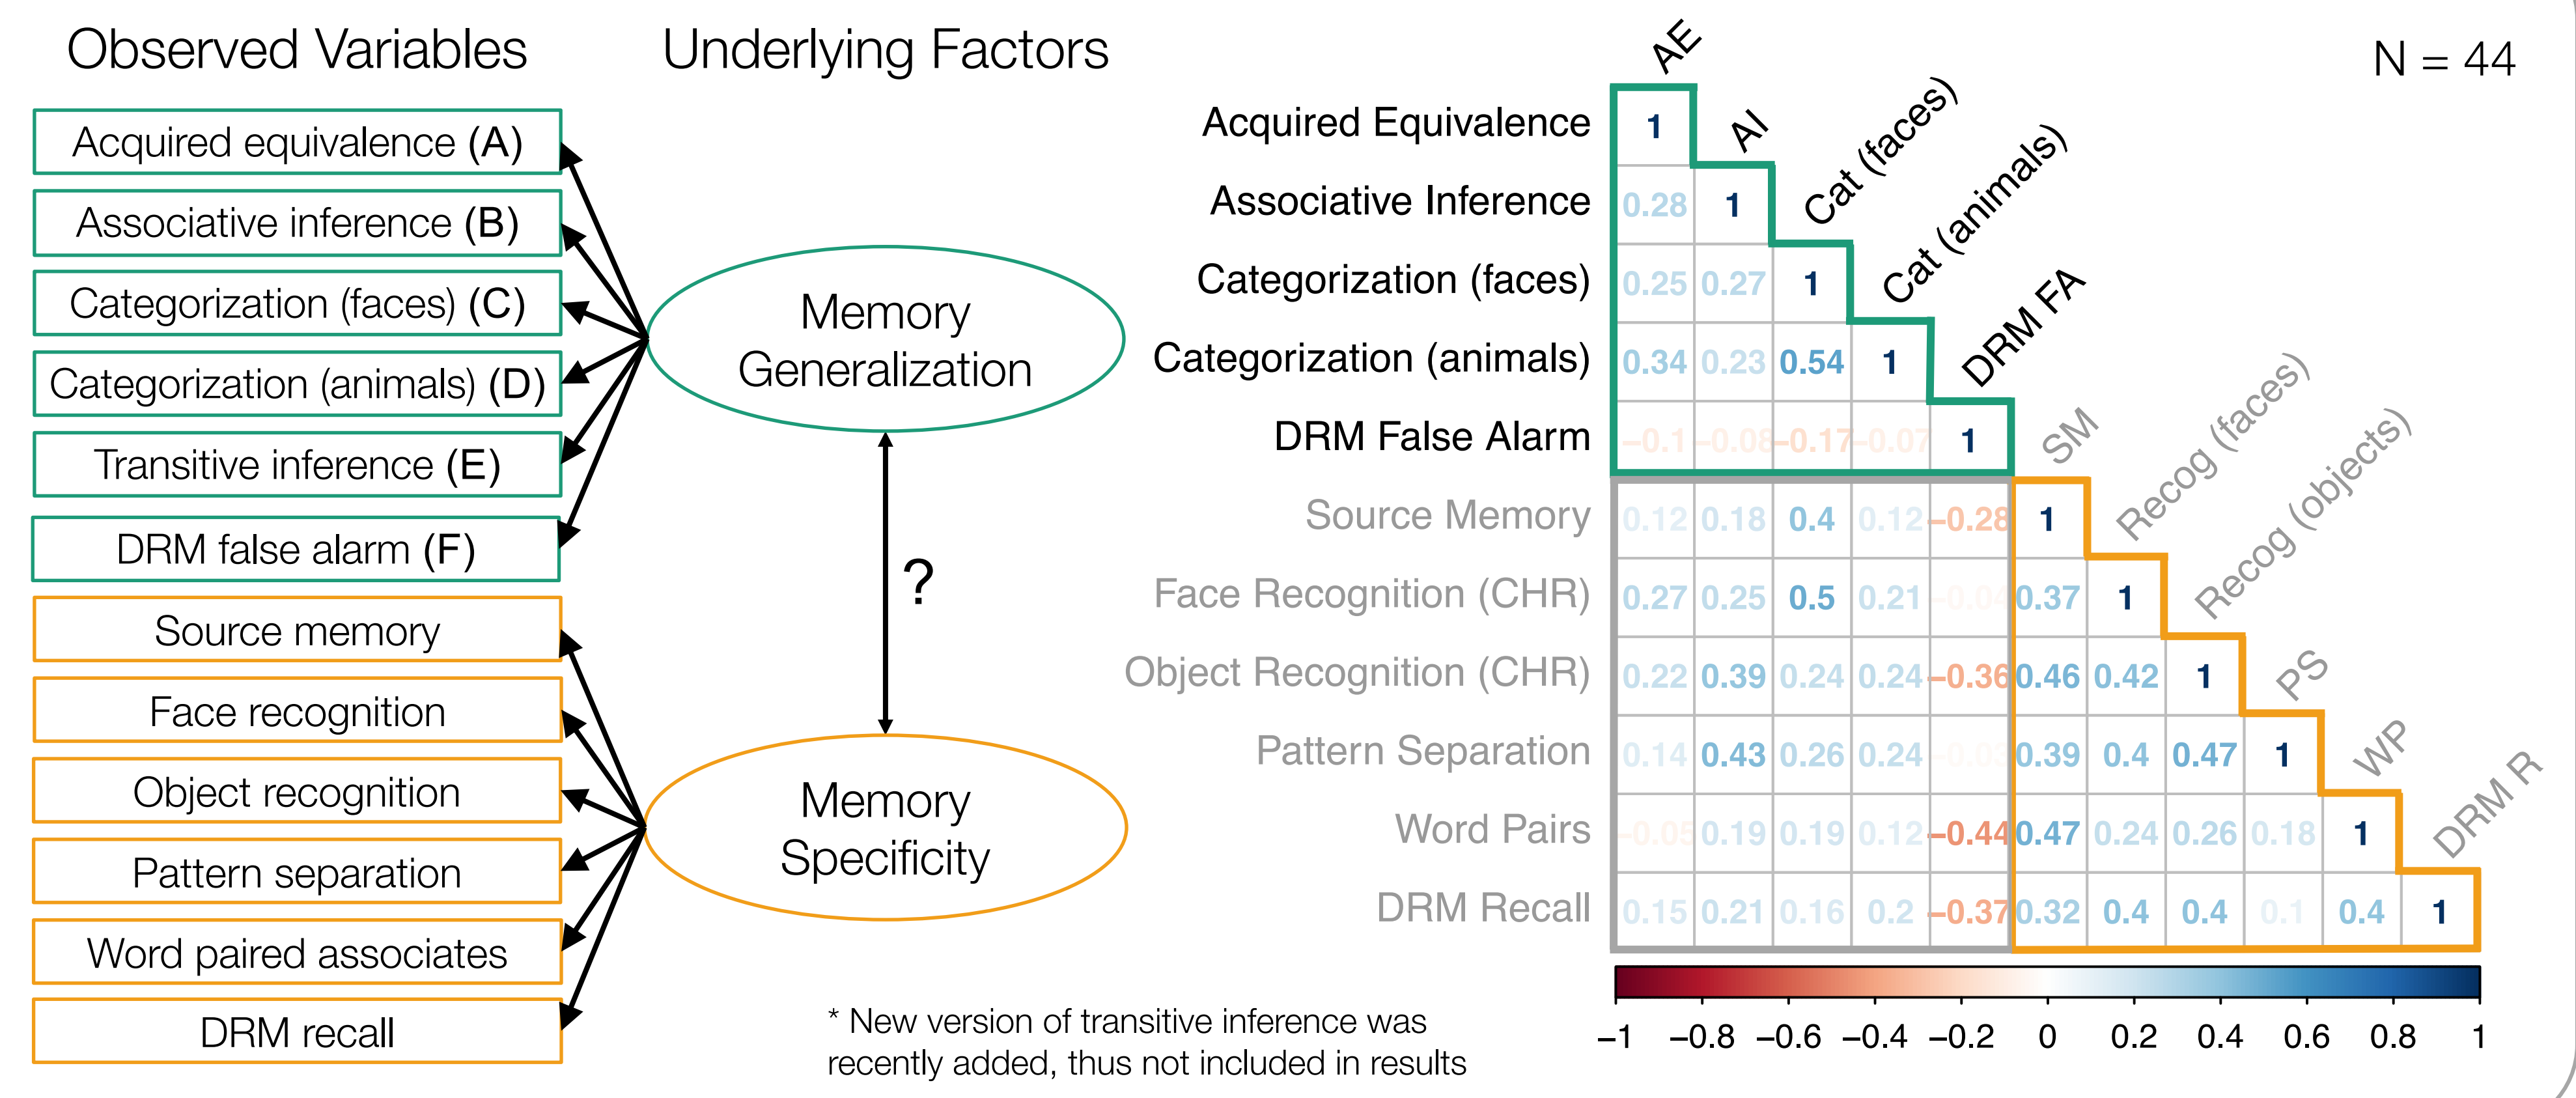 Observed Variables
Acquired equivalence (A)
Associative inference (B)
Categorization (faces) (C)
Categorization (animals) (D)
Transitive inference (E)
DRM false alarm (F)
Source memory
Face recognition
Object recognition
Pattern separation
Word paired associates
DRM recall
Underlying Factors
Memory
Generalization
?
Memory
Specificity
* New version of transitive inference was
recently added, thus not included in results
N = 44
AE
AI
Cat (faces)
Cat (animals)
DRM FA
SM
Recog (faces)
Recog (objects)
PS
WP
DRM R
Acquired Equivalence 1
Associative Inference 0.28 1
Categorization (faces) 0.25 0.27 1
Categorization (animals) 0.34 0.23 0.54 1
DRM False Alarm −0.1 −0.08 −0.17 −0.07 1
Source Memory 0.12 0.18 0.4 0.12 −0.28 1
Face Recognition (CHR) 0.27 0.25 0.5 0.21 −0.04 0.37 1
Object Recognition (CHR) 0.22 0.39 0.24 0.24 −0.36 0.46 0.42 1
Pattern Separation 0.14 0.43 0.26 0.24 −0.03 0.39 0.4 0.47 1
Word Pairs −0.05 0.19 0.19 0.12 −0.44 0.47 0.24 0.26 0.18 1
DRM Recall 0.15 0.21 0.16 0.2 −0.37 0.32 0.4 0.4 0.1 0.4 1
−1 −0.8 −0.6 −0.4 −0.2 0 0.2 0.4 0.6 0.8 1